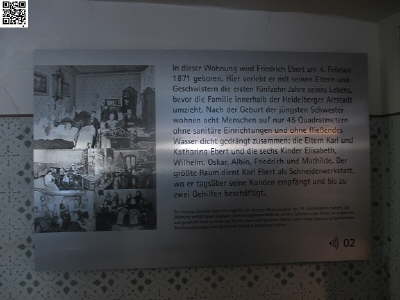 In dieser Wohnung wird Friedrich Ebert am 4. Februar
1871 geboren. Hier verlebt er mit seinen Eltern und
Geschwistern die ersten fünfzehn Jahre seines Lebens,
bevor die Familie innerhalb der Heidelberger Altstadt
umzieht. Nach der Geburt der jüngsten Schwester
wohnen acht Menschen auf nur 46 Quadratmetern
ohne sanitäre Einrichtungen und ohne fließendes
Wasser dicht gedrängt zusammen: die Eltern Karl und
Katharina Ebert und die sechs Kinder Elisabeth,
Wilhelm, Oskar, Albin, Friedrich und Mathilde. Der
größte Raum dient Karl Ebert als Schneiderwerkstatt,
wo er tagsüber seine Kunden empfängt und bis zu
zwei Gehilfen beschäftigt.
02